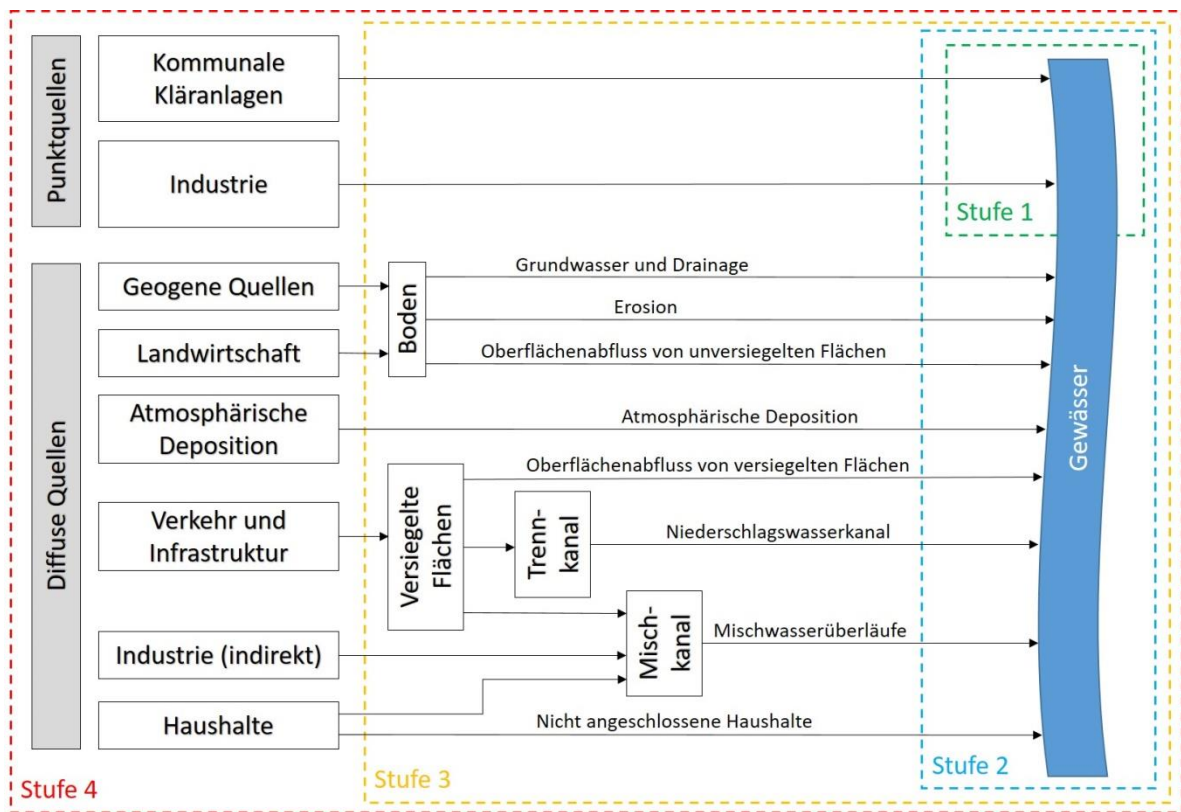 Punktquellen
Kommunale
Kläranlagen
Industrie
Stufe 1
Diffuse Quellen
Geogene Quellen
Landwirtschaft
Boden
Grundwasser und Drainage
Erosion
Oberflächenabfluss von unversiegelten Flächen
Atmosphärische
Deposition
Atmosphärische Deposition
Gewässer
Verkehr und
Infrastruktur
Versiegelte
Flächen
Oberflächenabfluss von versiegelten Flächen
Trenn-
kanal
Niederschlagswasserkanal
Industrie (indirekt)
Misch-
kanal
Mischwasserüberläufe
Haushalte
Nicht angeschlossene Haushalte
Stufe 4
Stufe 3
Stufe 2